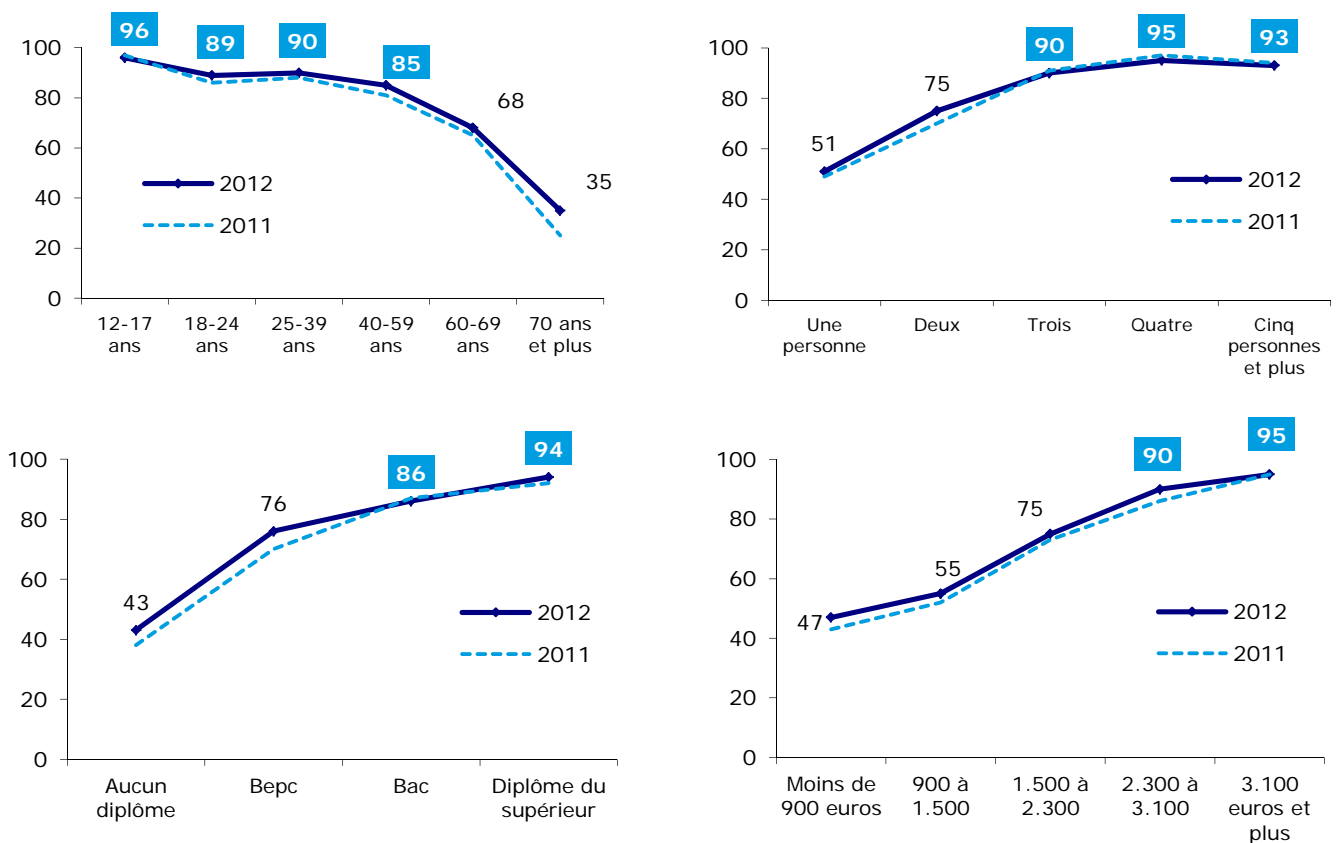 96
89
90
85
68
35
100
80
60
40
20
0
2012
2011
12-17
ans
18-24
ans
25-39
ans
40-59
ans
60-69
ans
70 ans
et plus
90
95
93
75
51
100
80
60
40
20
0
2012
2011
Une
personne
Deux
Trois
Quatre
Cinq
personnes
et plus
94
86
76
43
100
80
60
40
20
0
2012
2011
Aucun
diplôme
Bepc
Bac
Diplôme du
supérieur
95
90
75
55
47
100
80
60
40
20
0
2012
2011
Moins de
900 euros
900 à
1.500
1.500 à
2.300
2.300 à
3.100
3.100
euros et
plus